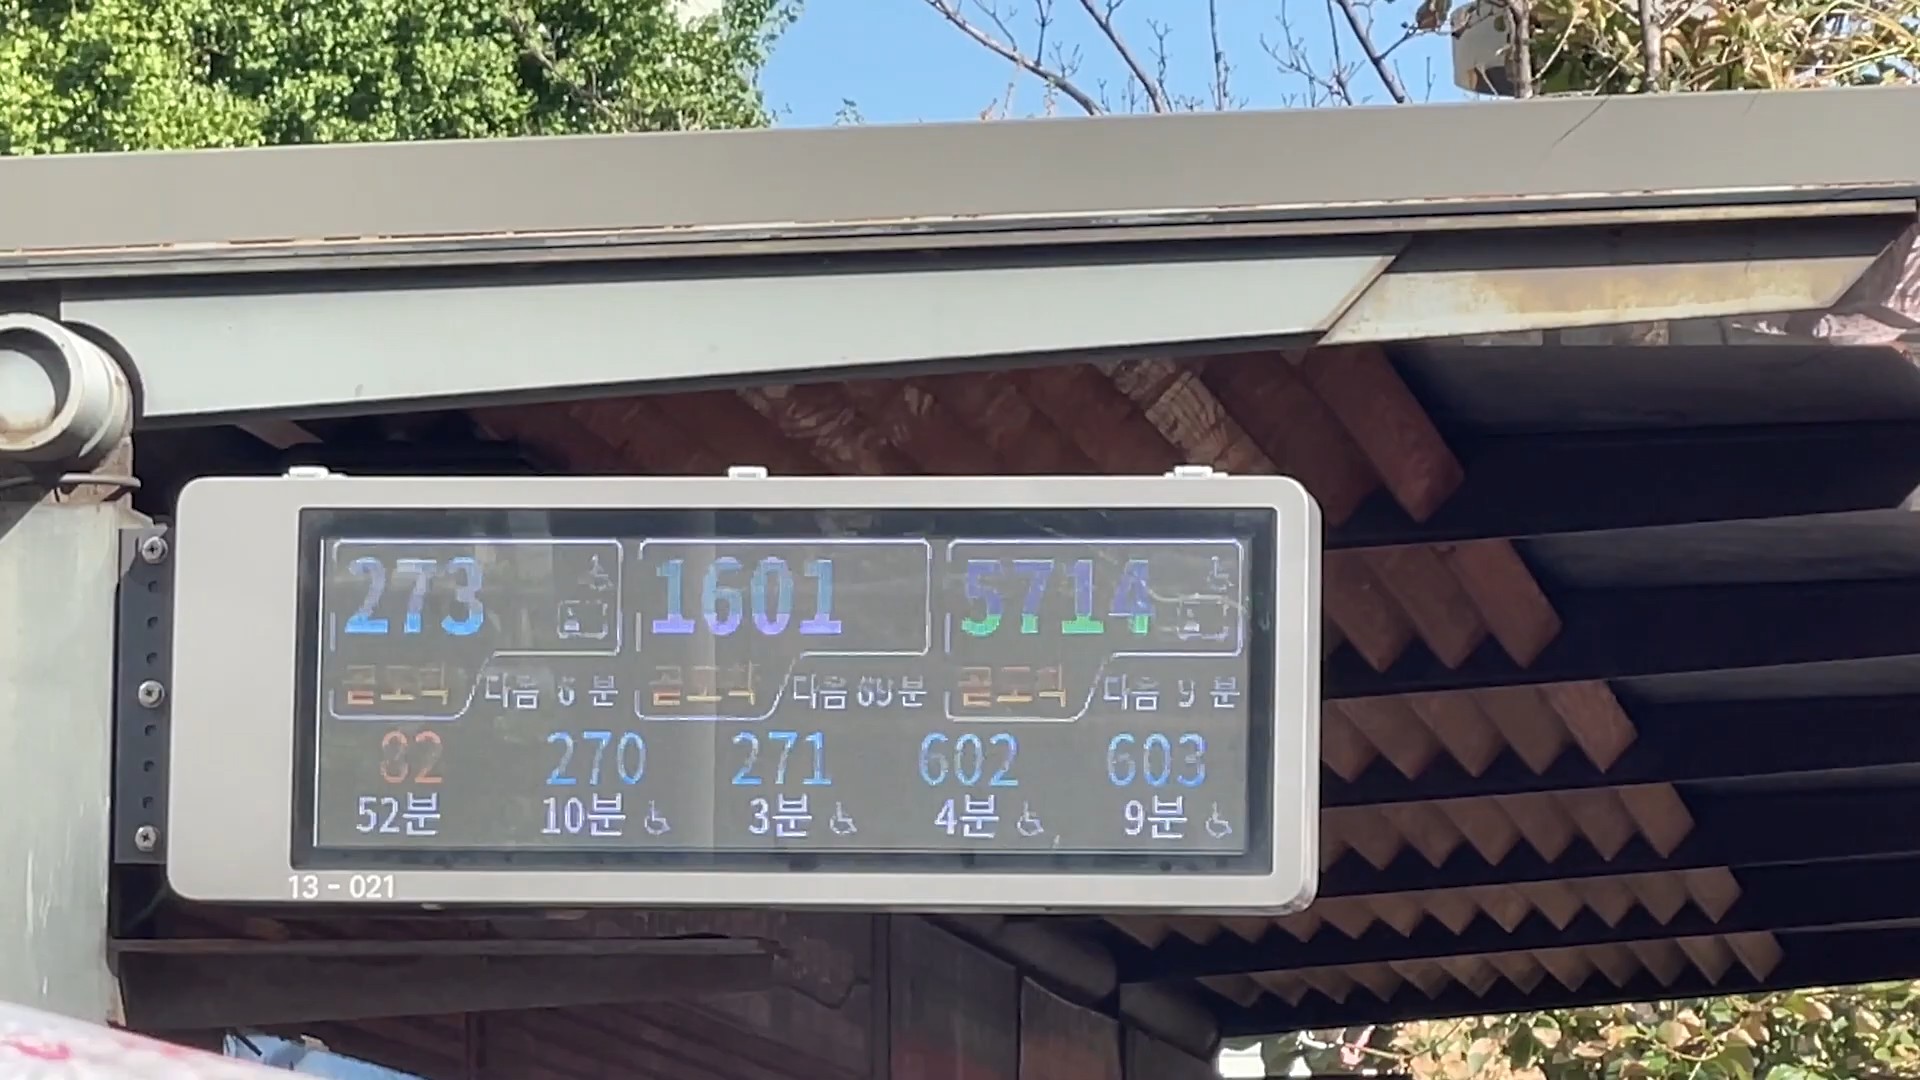 273 1601 5714
곧도착 다음 6 분 곧도착 다음 69분 곧도착 다음 9 분
82 270 271 602 603
52분 10분 3분 4분 9분
13 - 021